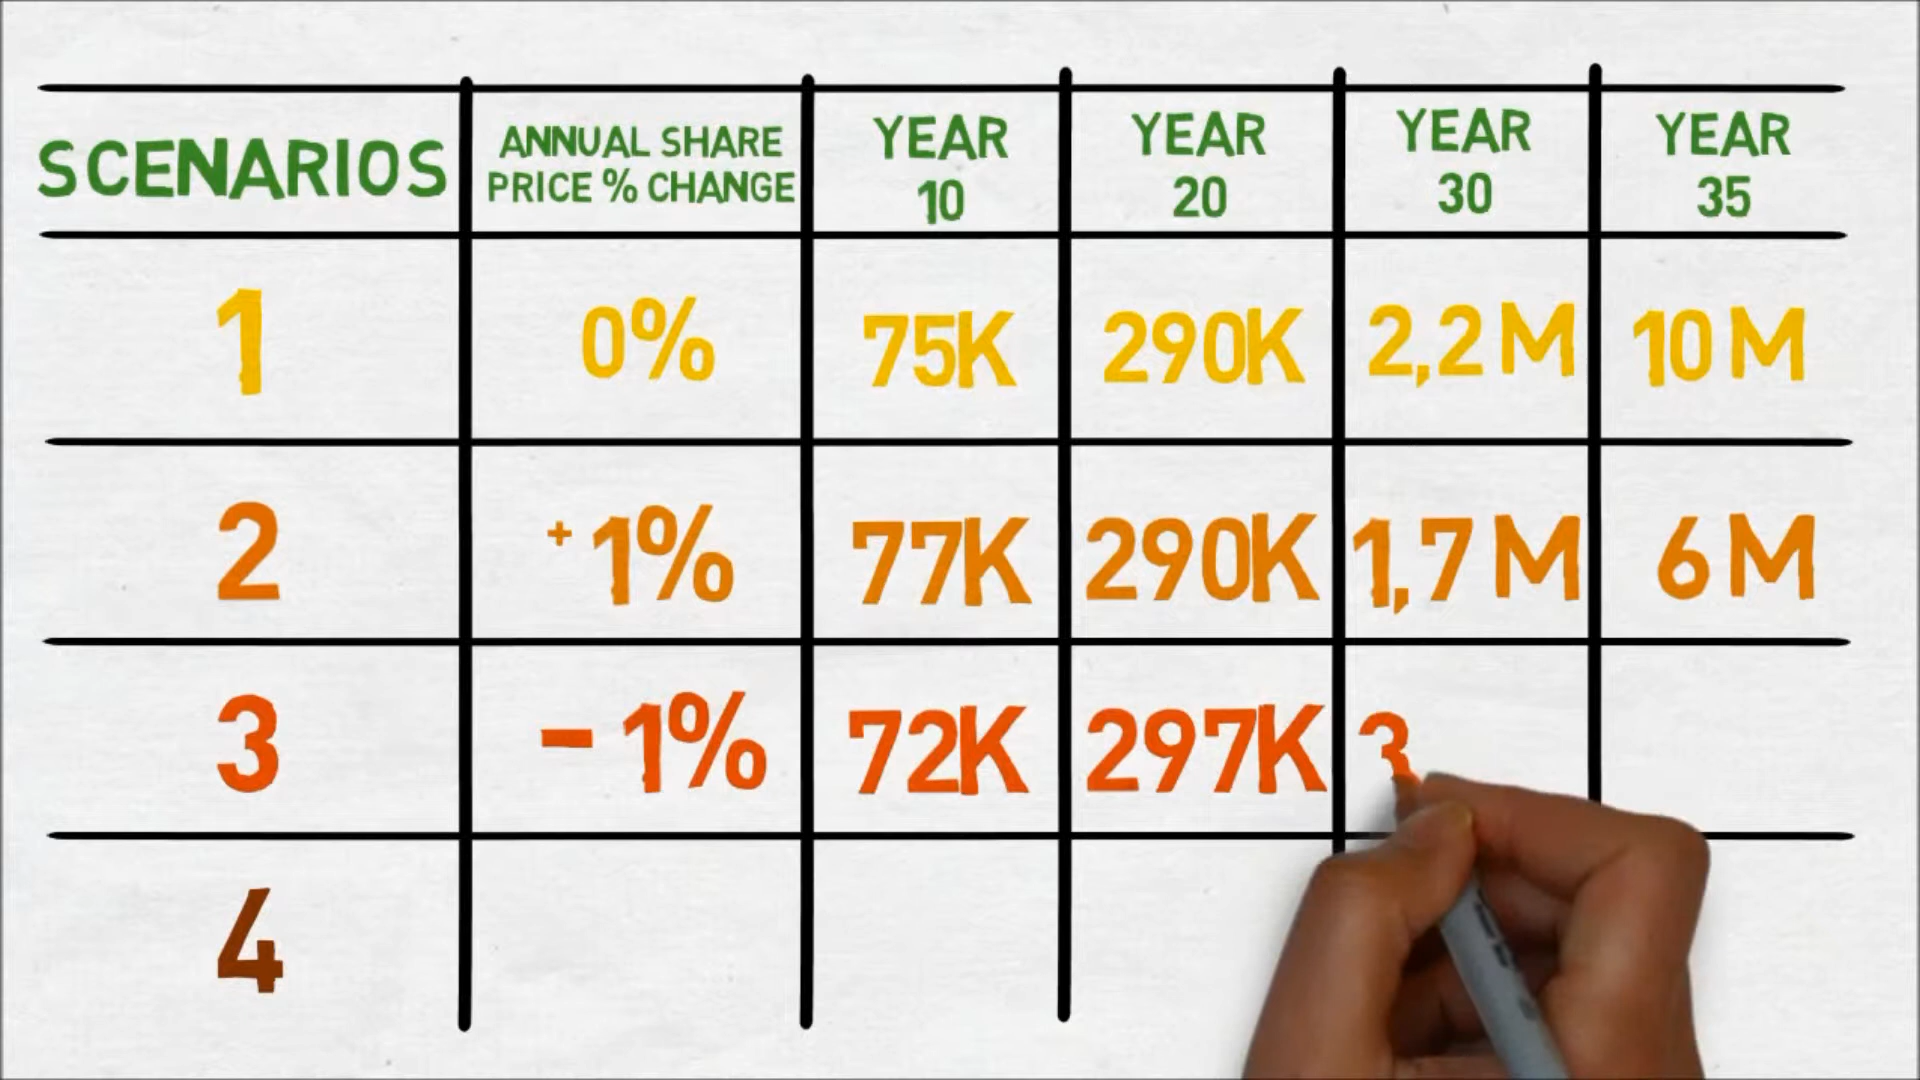 SCENARIOS
ANNUAL SHARE
PRICE % CHANGE
YEAR
10
YEAR
20
YEAR
30
YEAR
35
1
0%
75K
290K
2,2 M
10 M
2
+ 1%
77K
290K
1,7 M
6 M
3
- 1%
72K
297K
3
4